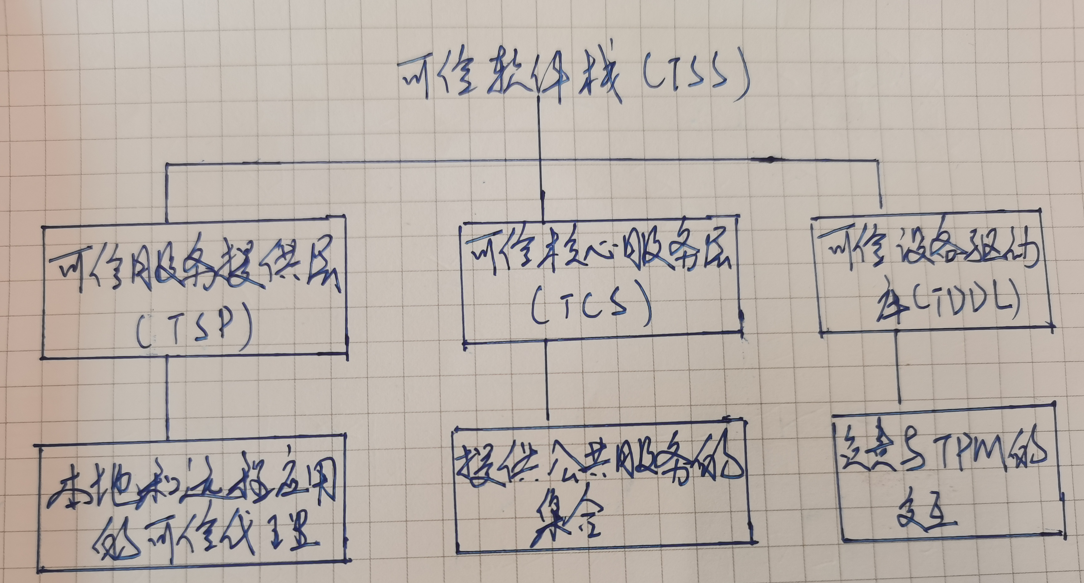 可信软件栈(TSS)
可信服务提供层
(TSP)
可信核心服务层
(TCS)
可信设备驱动
库(TDDL)
本地和远程应用
的可信代理
提供公共服务的
集合
负责与TPM的
交互